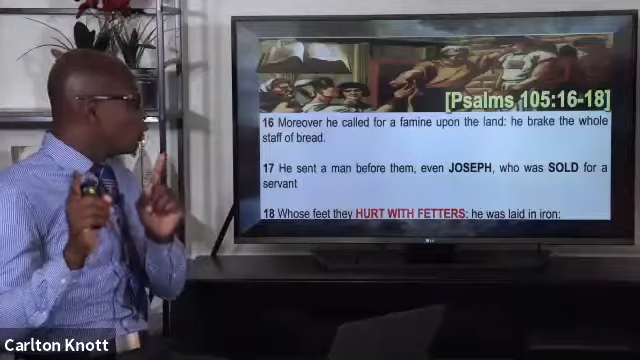 [Psalms 105:16-18]
16 Moreover he called for a famine upon the land: he brake the whole
staff of bread.
17 He sent a man before them, even JOSEPH, who was SOLD for a
servant
18 Whose feet they HURT WITH FETTERS: he was laid in iron:
LG
Carlton Knott